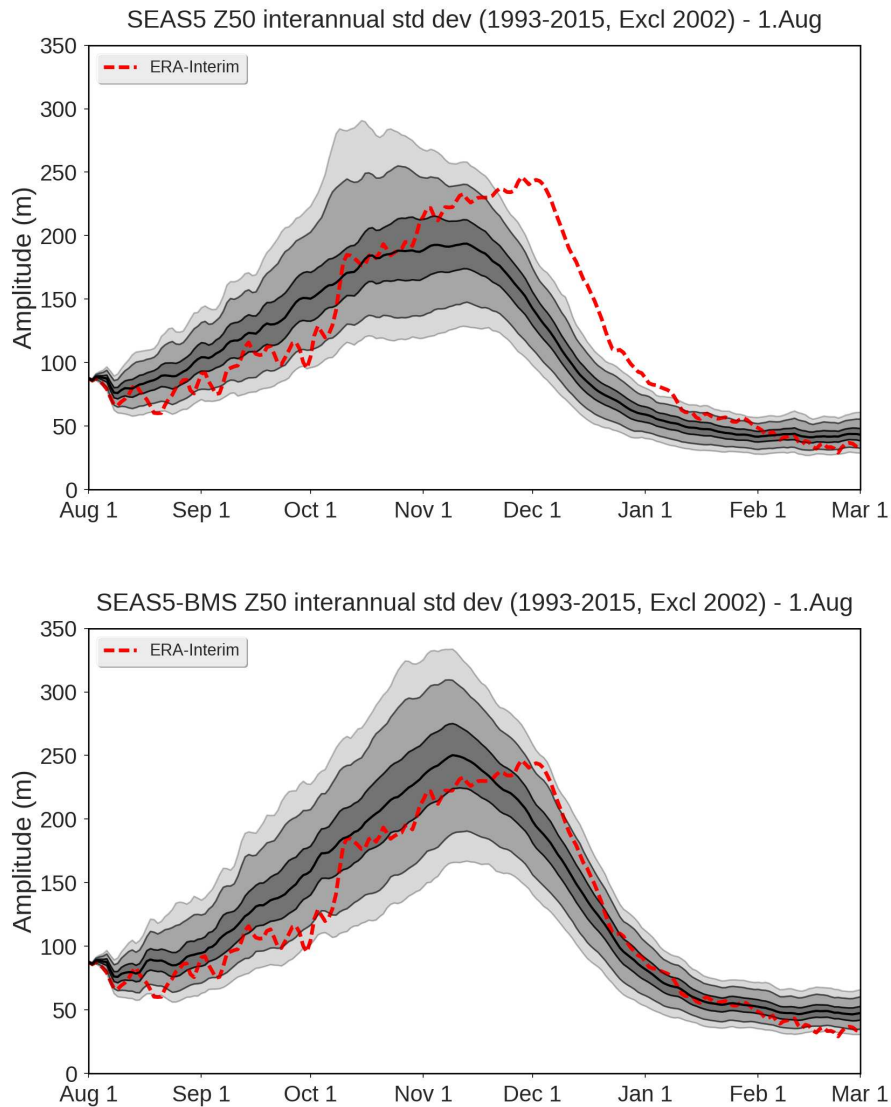 SEAS5 Z50 interannual std dev (1993-2015, Excl 2002) - 1.Aug
350
ERA-Interim
300
250
200
150
100
50
0
Amplitude (m)
Aug 1 Sep 1 Oct 1 Nov 1 Dec 1 Jan 1 Feb 1 Mar 1
SEAS5-BMS Z50 interannual std dev (1993-2015, Excl 2002) - 1.Aug
350
ERA-Interim
300
250
200
150
100
50
0
Amplitude (m)
Aug 1 Sep 1 Oct 1 Nov 1 Dec 1 Jan 1 Feb 1 Mar 1